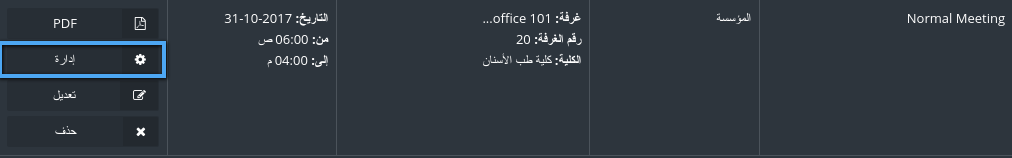 Normal Meeting
المؤسسة
غرفة: office 101...
رقم الغرفة: 20
الكلية: كلية طب الأسنان
التاريخ: 2017-10-31
من: 06:00 ص
إلى: 04:00 م
PDF
إدارة
تعديل
حذف